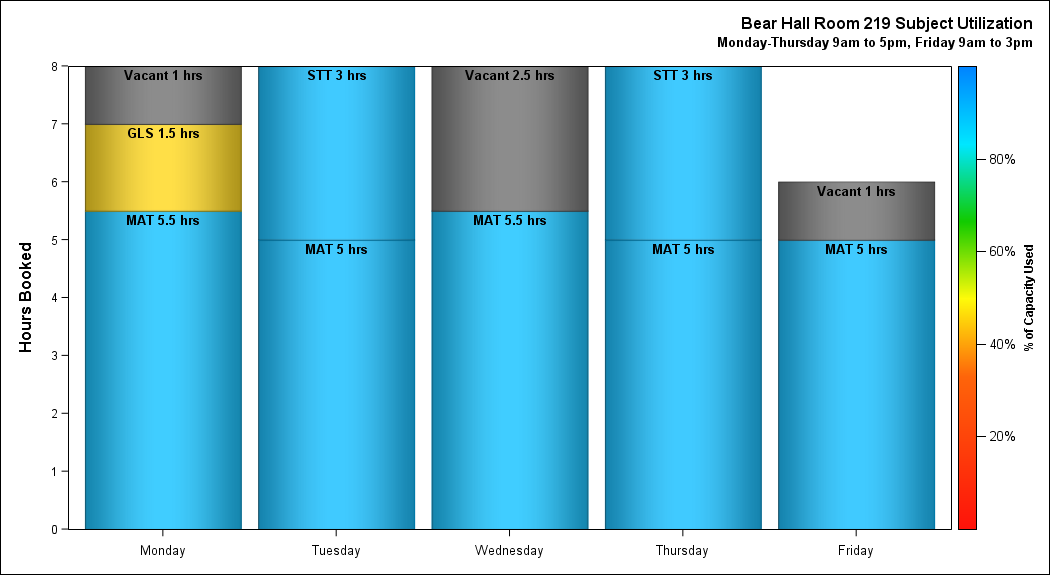 Bear Hall Room 219 Subject Utilization
Monday-Thursday 9am to 5pm, Friday 9am to 3pm
Hours Booked
8
7
6
5
4
3
2
1
0
Vacant 1 hrs
GLS 1.5 hrs
MAT 5.5 hrs
STT 3 hrs
MAT 5 hrs
Vacant 2.5 hrs
MAT 5.5 hrs
STT 3 hrs
MAT 5 hrs
Vacant 1 hrs
MAT 5 hrs
Monday
Tuesday
Wednesday
Thursday
Friday
80%
60%
40%
20%
% of Capacity Used